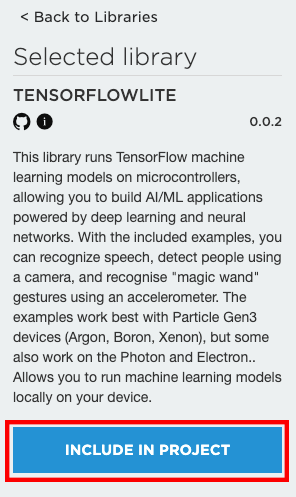 < Back to Libraries
Selected library
TENSORFLOWLITE
0.0.2
This library runs TensorFlow machine
learning models on microcontrollers,
allowing you to build AI/ML applications
powered by deep learning and neural
networks. With the included examples, you
can recognize speech, detect people using
a camera, and recognise "magic wand"
gestures using an accelerometer. The
examples work best with Particle Gen3
devices (Argon, Boron, Xenon), but some
also work on the Photon and Electron..
Allows you to run machine learning models
locally on your device.
INCLUDE IN PROJECT